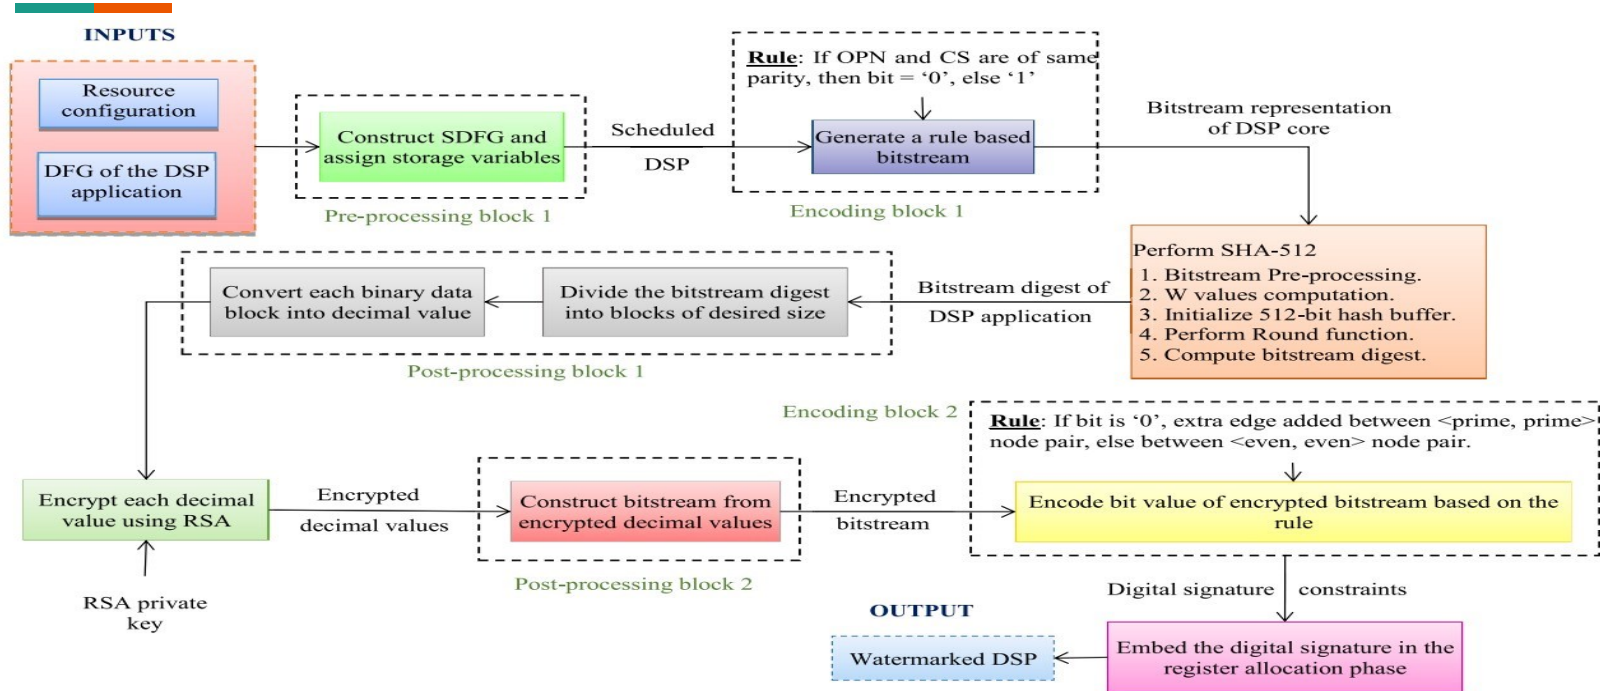 INPUTS
Resource
configuration
DFG of the DSP
application
Construct SDFG and
assign storage variables
Pre-processing block 1
Scheduled
DSP
Rule: If OPN and CS are of same
parity, then bit = ‘0’, else ‘1’
Generate a rule based
bitstream
Encoding block 1
Bitstream representation
of DSP core
Perform SHA-512
1. Bitstream Pre-processing.
2. W values computation.
3. Initialize 512-bit hash buffer.
4. Perform Round function.
5. Compute bitstream digest.
Bitstream digest of
DSP application
Divide the bitstream digest
into blocks of desired size
Convert each binary data
block into decimal value
Post-processing block 1
Encrypt each decimal
value using RSA
RSA private
key
Encrypted
decimal values
Construct bitstream from
encrypted decimal values
Post-processing block 2
Encrypted
bitstream
Encoding block 2
Rule: If bit is ‘0’, extra edge added between <prime, prime>
node pair, else between <even, even> node pair.
Encode bit value of encrypted bitstream based on the
rule
Digital signature constraints
Embed the digital signature in the
register allocation phase
OUTPUT
Watermarked DSP